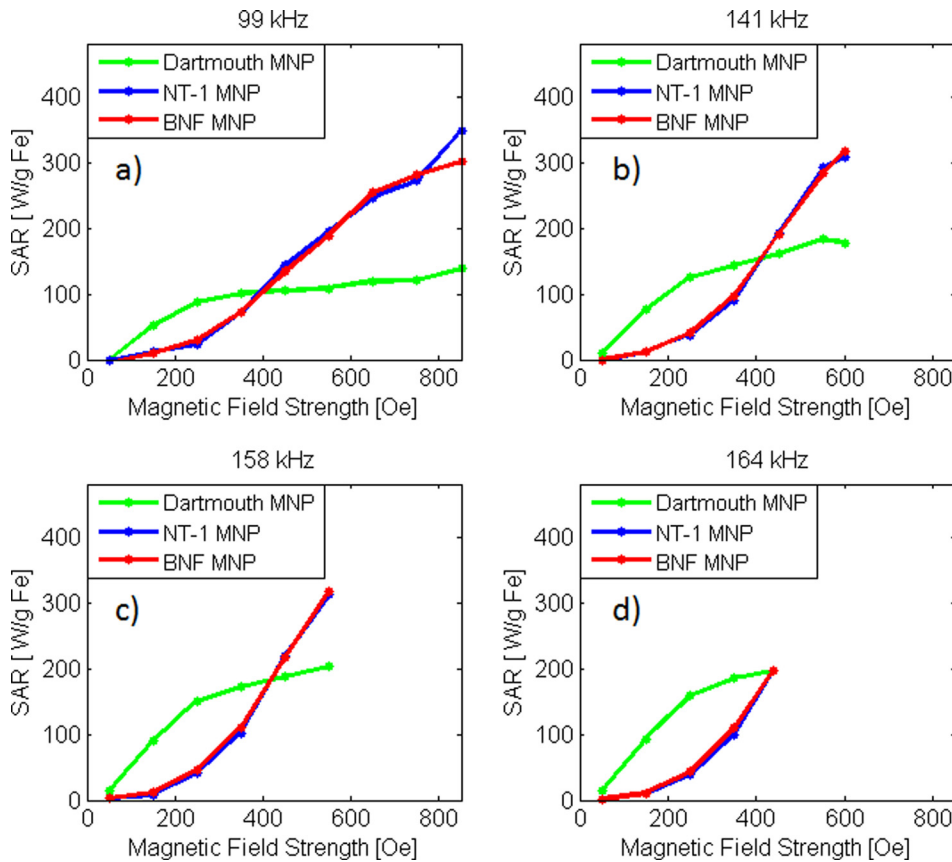 99 kHz
Dartmouth MNP
NT-1 MNP
BNF MNP
a)
SAR [ W/g Fe]
400
300
200
100
0
0 200 400 600 800
Magnetic Field Strength [Oe]
141 kHz
Dartmouth MNP
NT-1 MNP
BNF MNP
b)
SAR [ W/g Fe]
400
300
200
100
0
0 200 400 600 800
Magnetic Field Strength [Oe]
158 kHz
Dartmouth MNP
NT-1 MNP
BNF MNP
c)
SAR [ W/g Fe]
400
300
200
100
0
0 200 400 600 800
Magnetic Field Strength [Oe]
164 kHz
Dartmouth MNP
NT-1 MNP
BNF MNP
d)
SAR [ W/g Fe]
400
300
200
100
0
0 200 400 600 800
Magnetic Field Strength [Oe]